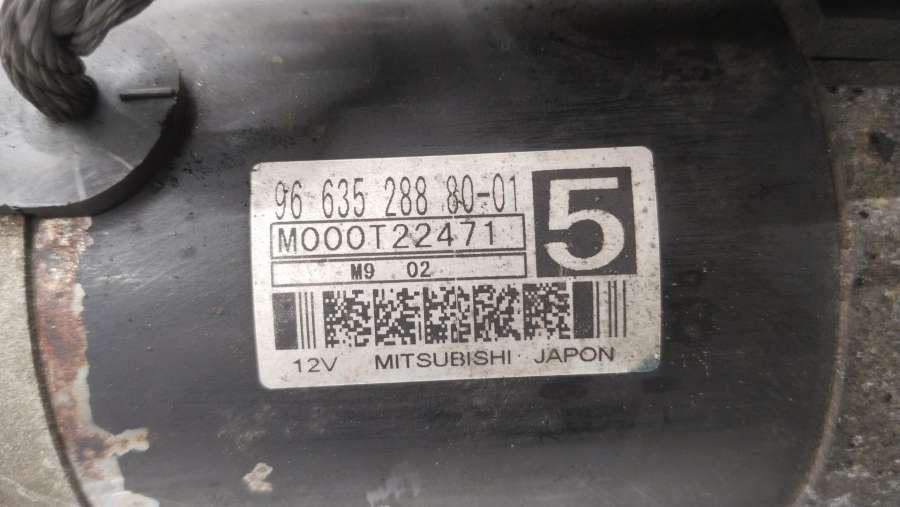 96 635 288 80-01
5
M000T22471
M9 02
12V MITSUBISHI JAPON